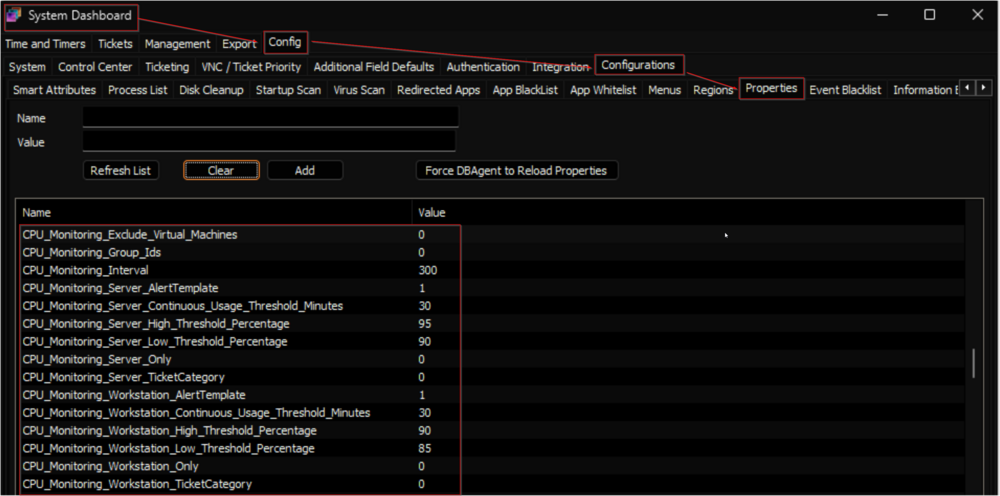 System Dashboard
Time and Timers Tickets Management Export Config
System Control Center Ticketing VNC / Ticket Priority Additional Field Defaults Authentication Integration Configurations
Smart Attributes Process List Disk Cleanup Startup Scan Virus Scan Redirected Apps App BlackList App Whitelist Menus Regions Properties Event Blacklist Information
Name
Value
Refresh List Clear Add Force DBAgent to Reload Properties
Name Value
CPU_Monitoring_Exclude_Virtual_Machines 0
CPU_Monitoring_Group_Ids 0
CPU_Monitoring_Interval 300
CPU_Monitoring_Server_AlertTemplate 1
CPU_Monitoring_Server_Continuous_Usage_Threshold_Minutes 30
CPU_Monitoring_Server_High_Threshold_Percentage 95
CPU_Monitoring_Server_Low_Threshold_Percentage 90
CPU_Monitoring_Server_Only 0
CPU_Monitoring_Server_TicketCategory 0
CPU_Monitoring_Workstation_AlertTemplate 1
CPU_Monitoring_Workstation_Continuous_Usage_Threshold_Minutes 30
CPU_Monitoring_Workstation_High_Threshold_Percentage 90
CPU_Monitoring_Workstation_Low_Threshold_Percentage 85
CPU_Monitoring_Workstation_Only 0
CPU_Monitoring_Workstation_TicketCategory 0